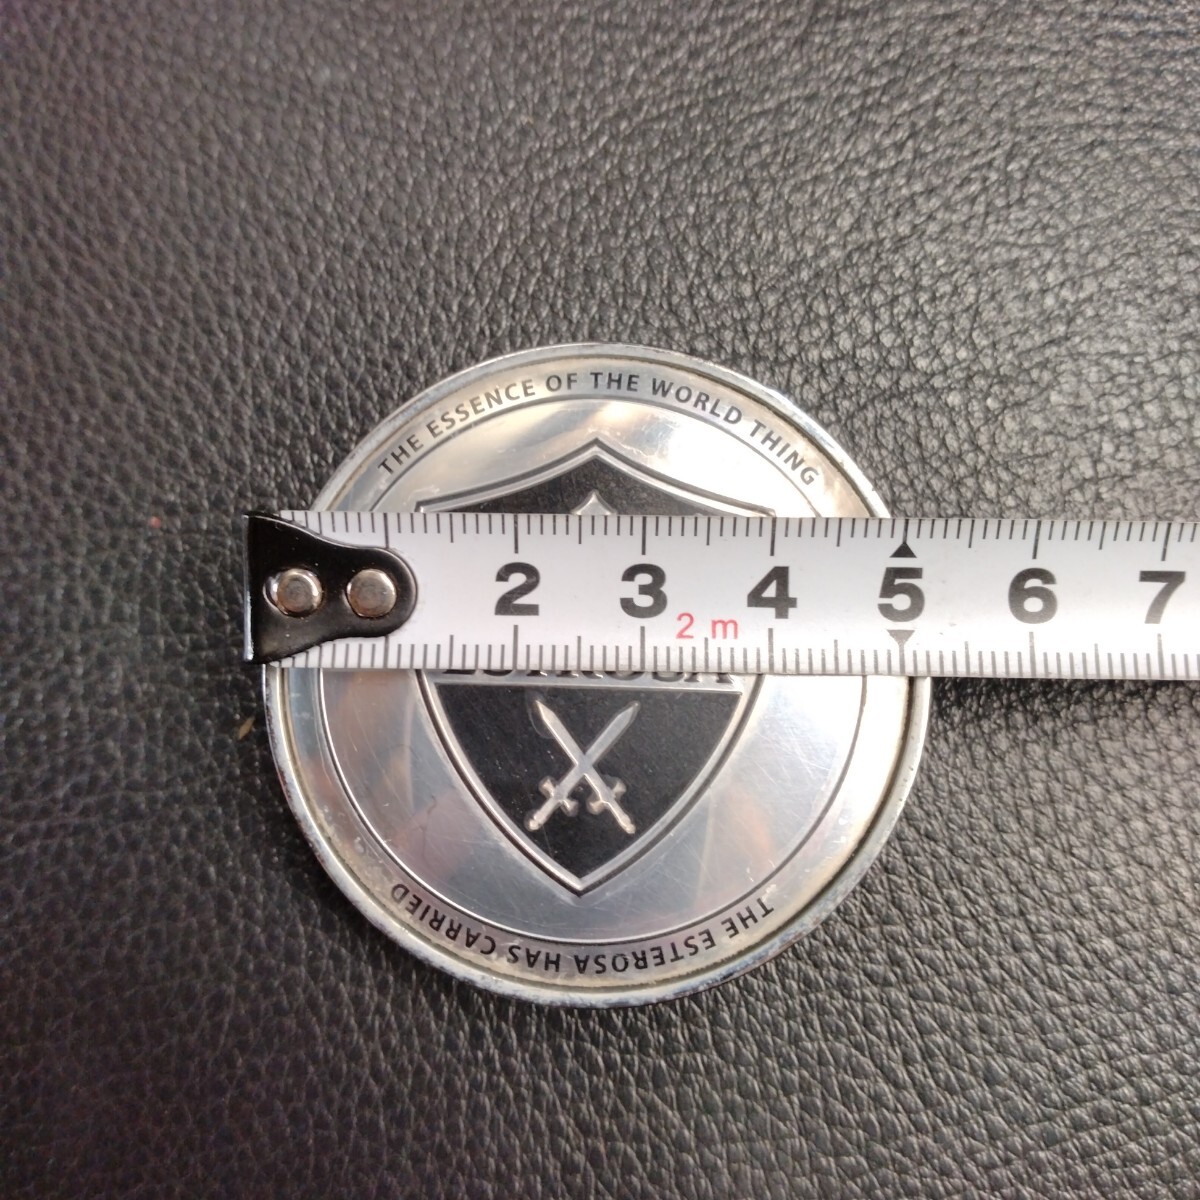 THE ESSENCE OF THE WORLD THING
2 3 4 5 6 7
2 m
THE ESTEROSA HAS CARRIED